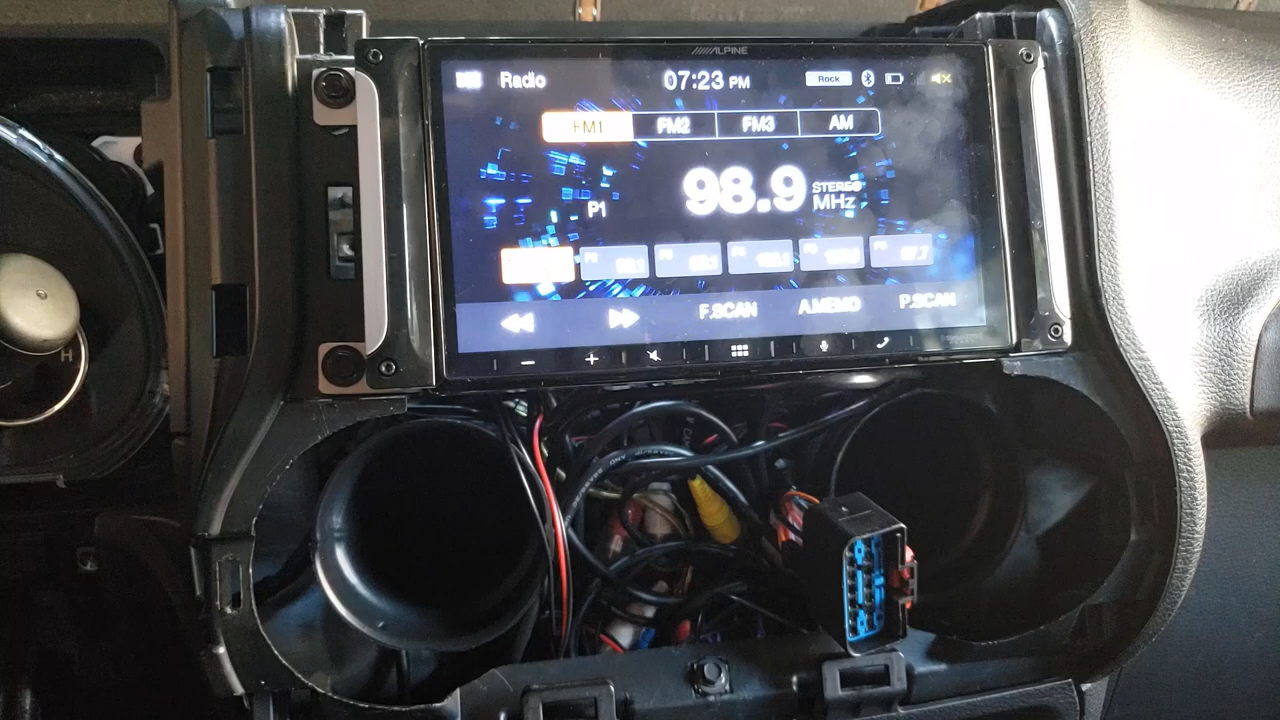 ALPINE
Radio 07:23 PM Rock
FM1 FM2 FM3 AM
P1 98.9 STEREO MHz
F.SCAN A.MEMO P.SCAN
H